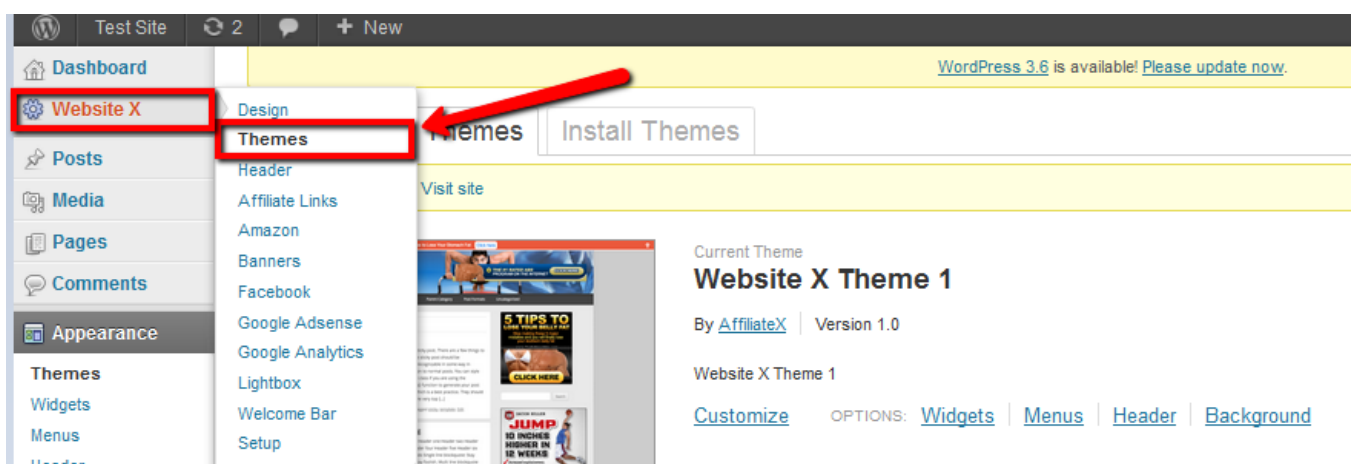 Test Site 2 + New
Dashboard
WordPress 3.6 is available! Please update now.
Website X
Design
Themes
Themes Install Themes
Posts
Header
Visit site
Media
Affiliate Links
Pages
Amazon
Banners
Comments
Facebook
Google Adsense
Appearance
Google Analytics
Themes
Lightbox
Widgets
Welcome Bar
Menus
Setup
Header
Current Theme
Website X Theme 1
By AffiliateX Version 1.0
Website X Theme 1
Customize OPTIONS: Widgets Menus Header Background
5 TIPS TO
LOSE YOUR BELLY FAT
CLICK HERE
JUMP
10 INCHES
HIGHER IN
12 WEEKS